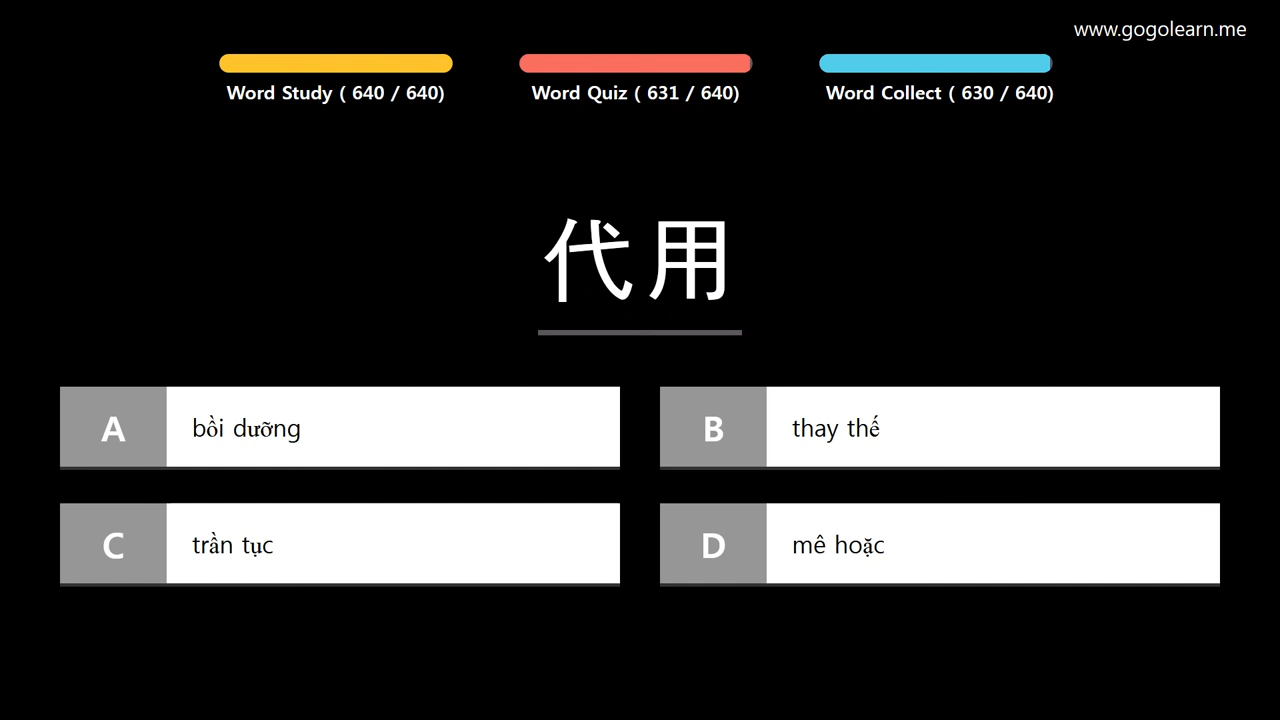 www.gogolearn.me
Word Study ( 640 / 640)
Word Quiz ( 631 / 640)
Word Collect ( 630 / 640)
代用
A bồi dưỡng
B thay thế
C trần tục
D mê hoặc